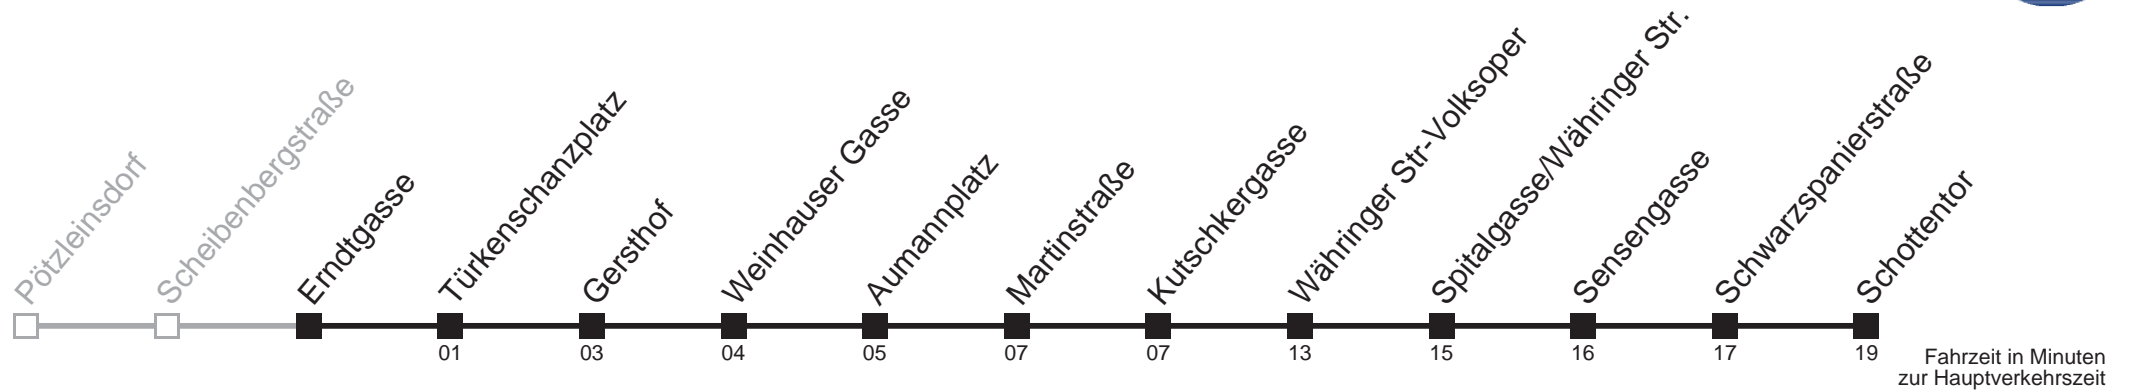 Pötzleinsdorf
Scheibenbergstraße
Erndtgasse
Türkenschanzplatz
Gersthof
Weinhauser Gasse
Aumannplatz
Martinstraße
Kutschkergasse
Währinger Str-Volksoper
Spitalgasse/Währinger Str.
Sensengasse
Schwarzspanierstraße
Schottentor
01 03 04 05 07 07 13 15 16 17 19
Fahrzeit in Minuten
zur Hauptverkehrszeit